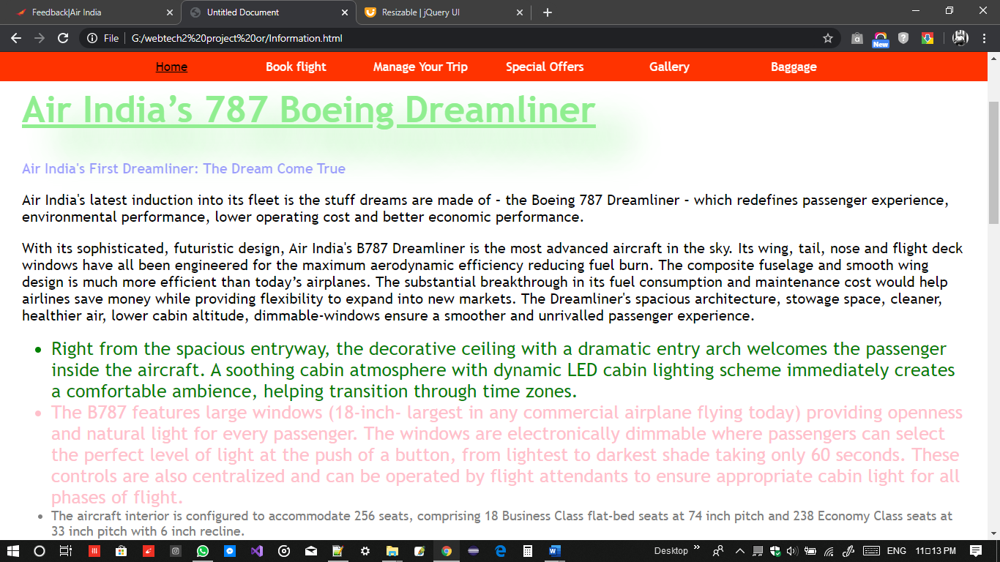 Feedback|Air India
Untitled Document
Resizable | jQuery UI
File
G:/webtech2%20project%20or/Information.html
New
Home Book flight Manage Your Trip Special Offers Gallery Baggage
Air India’s 787 Boeing Dreamliner
Air India's First Dreamliner: The Dream Come True
Air India's latest induction into its fleet is the stuff dreams are made of – the Boeing 787 Dreamliner – which redefines passenger experience,
environmental performance, lower operating cost and better economic performance.
With its sophisticated, futuristic design, Air India's B787 Dreamliner is the most advanced aircraft in the sky. Its wing, tail, nose and flight deck
windows have all been engineered for the maximum aerodynamic efficiency reducing fuel burn. The composite fuselage and smooth wing
design is much more efficient than today’s airplanes. The substantial breakthrough in its fuel consumption and maintenance cost would help
airlines save money while providing flexibility to expand into new markets. The Dreamliner's spacious architecture, stowage space, cleaner,
healthier air, lower cabin altitude, dimmable-windows ensure a smoother and unrivalled passenger experience.
• Right from the spacious entryway, the decorative ceiling with a dramatic entry arch welcomes the passenger
inside the aircraft. A soothing cabin atmosphere with dynamic LED cabin lighting scheme immediately creates
a comfortable ambience, helping transition through time zones.
• The B787 features large windows (18-inch- largest in any commercial airplane flying today) providing openness
and natural light for every passenger. The windows are electronically dimmable where passengers can select
the perfect level of light at the push of a button, from lightest to darkest shade taking only 60 seconds. These
controls are also centralized and can be operated by flight attendants to ensure appropriate cabin light for all
phases of flight.
• The aircraft interior is configured to accommodate 256 seats, comprising 18 Business Class flat-bed seats at 74 inch pitch and 238 Economy Class seats at
33 inch pitch with 6 inch recline.
Desktop
ENG
11□13 PM